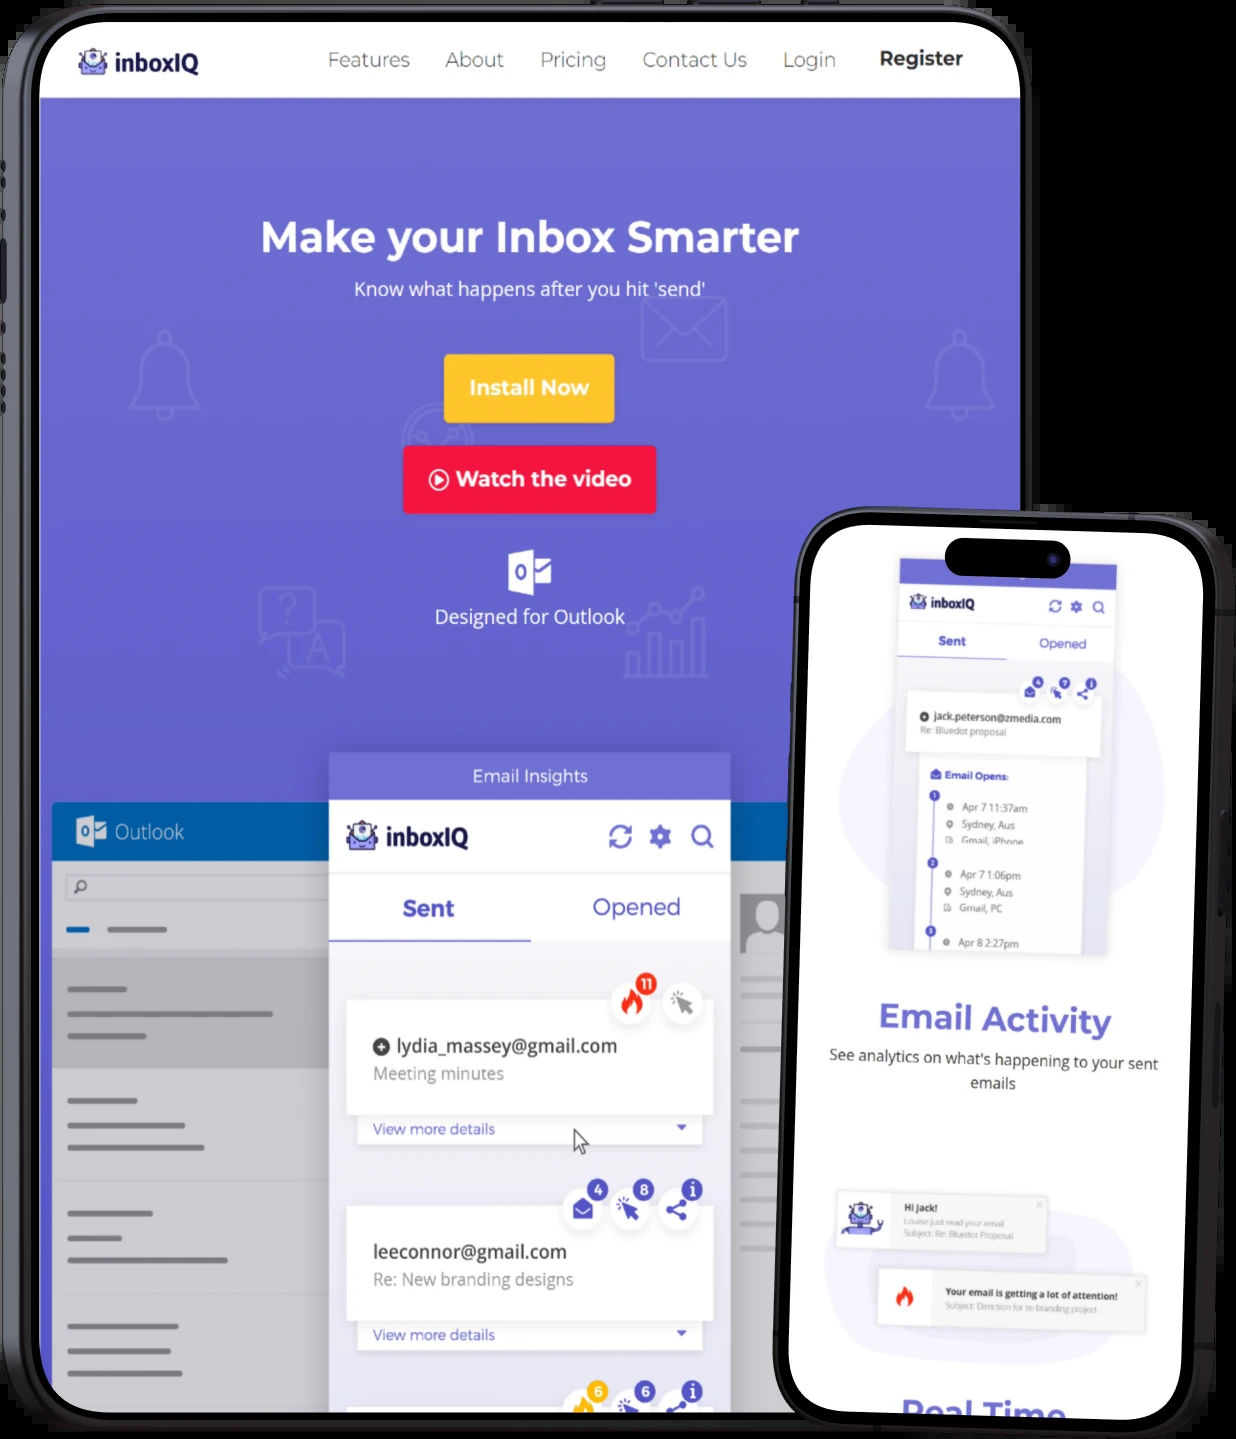 inboxIQ
Features About Pricing Contact Us Login Register
Make your Inbox Smarter
Know what happens after you hit 'send'
Install Now
Watch the video
Designed for Outlook
Email Insights
Outlook
inboxIQ
Sent Opened
11
lydia_massey@gmail.com
Meeting minutes
View more details
4 8 i
leeconnor@gmail.com
Re: New branding designs
View more details
6 6 i
inboxIQ
Sent Opened
4 7 i
jack.peterson@zmedia.com
Re: Bluedot proposal
Email Opens:
1
Apr 7 11:37am
Sydney, Aus
Gmail, iPhone
2
Apr 7 1:06pm
Sydney, Aus
Gmail, PC
3
Apr 8 2:27pm
Email Activity
See analytics on what's happening to your sent
emails
Hi Jack!
Louise just read your email
Subject: Re: Bluedot Proposal
Your email is getting a lot of attention!
Subject: Direction for re-branding project
Real Time